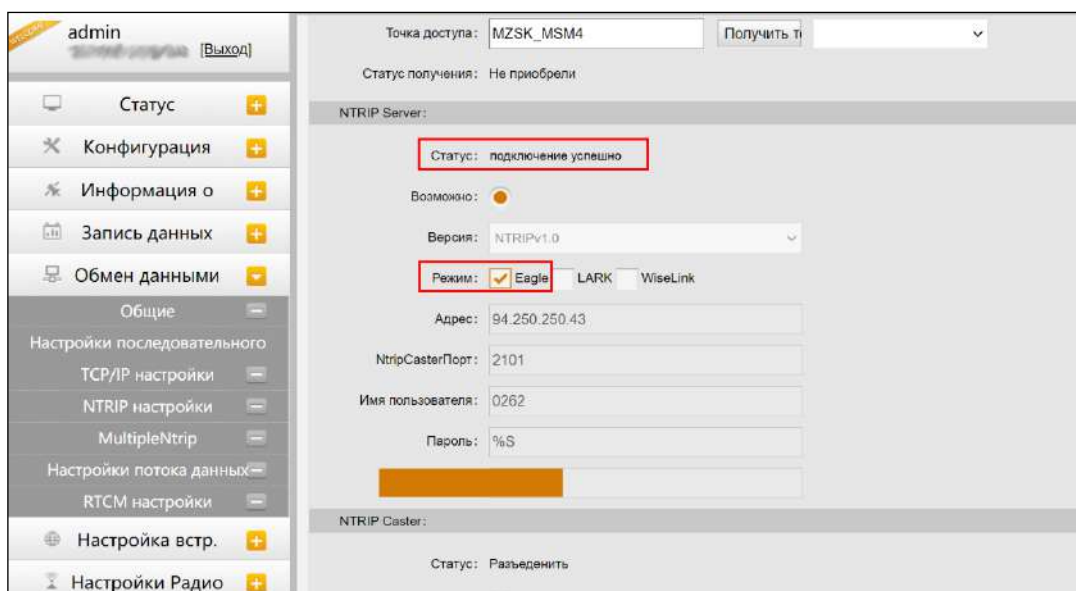 admin
[Выход]
Статус
Конфигурация
Информация о
Запись данных
Обмен данными
Общие
Настройки последовательного
TCP/IP настройки
NTRIP настройки
MultipleNtrip
Настройки потока данных
RTCM настройки
Настройка встр.
Настройки Радио
Точка доступа: MZSK_MSM4 Получить т
Статус получения: Не приобрели
NTRIP Server:
Статус: подключение успешно
Возможно:
Версия: NTRIPv1.0
Режим: Eagle LARK WiseLink
Адрес: 94.250.250.43
NtripCasterПорт: 2101
Имя пользователя: 0262
Пароль: %S
NTRIP Caster:
Статус: Разъеденить